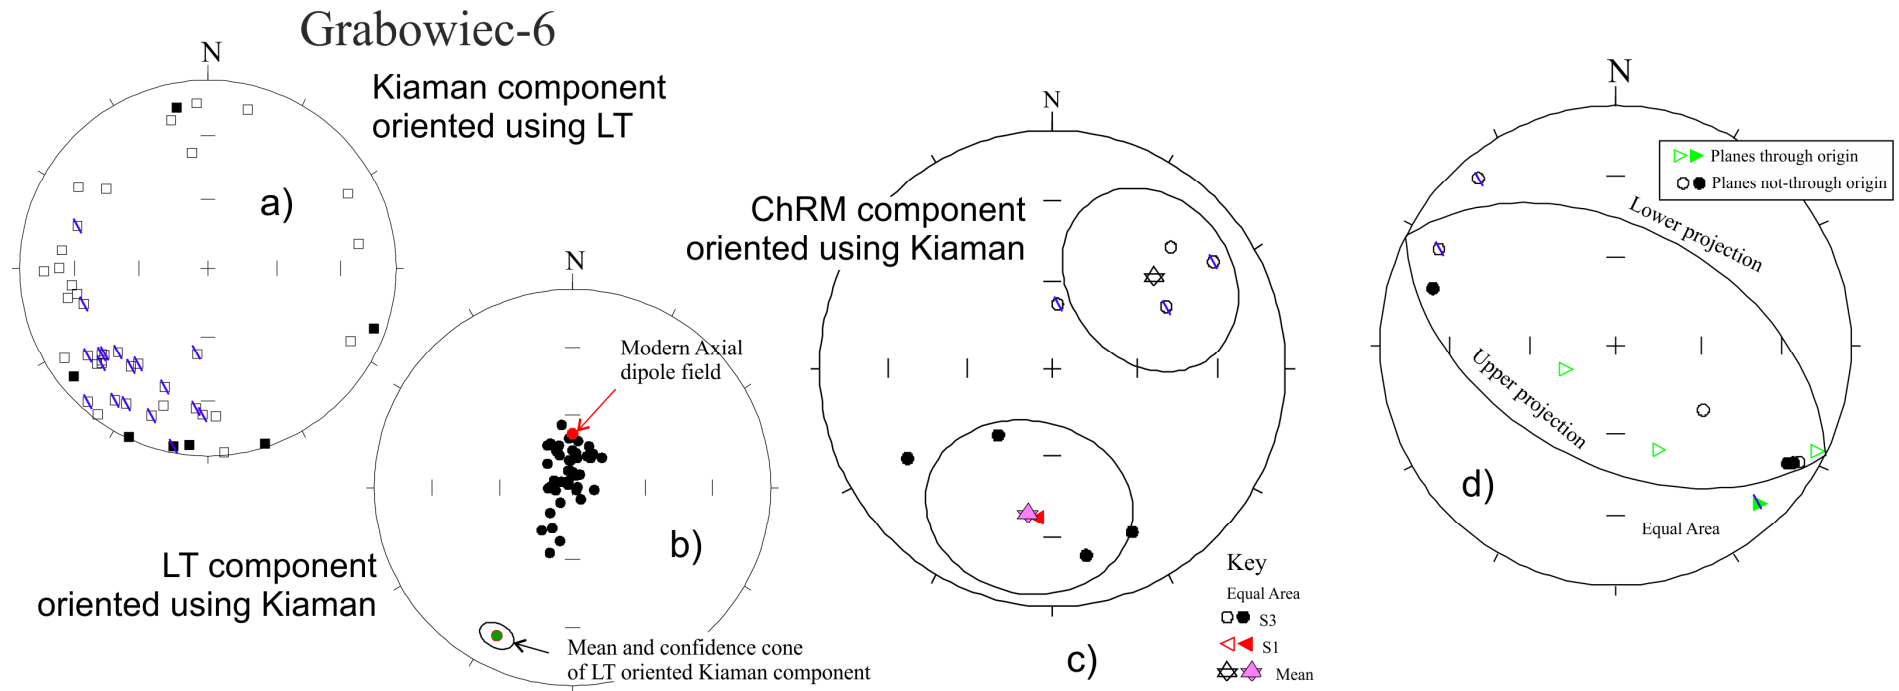 Grabowiec-6
N
Kiaman component
oriented using LT
a)
N
Modern Axial
dipole field
b)
LT component
oriented using Kiaman
Mean and confidence cone
of LT oriented Kiaman component
N
ChRM component
oriented using Kiaman
c)
Key
Equal Area
S3
S1
Mean
N
Planes through origin
Planes not-through origin
Lower projection
Upper projection
d)
Equal Area